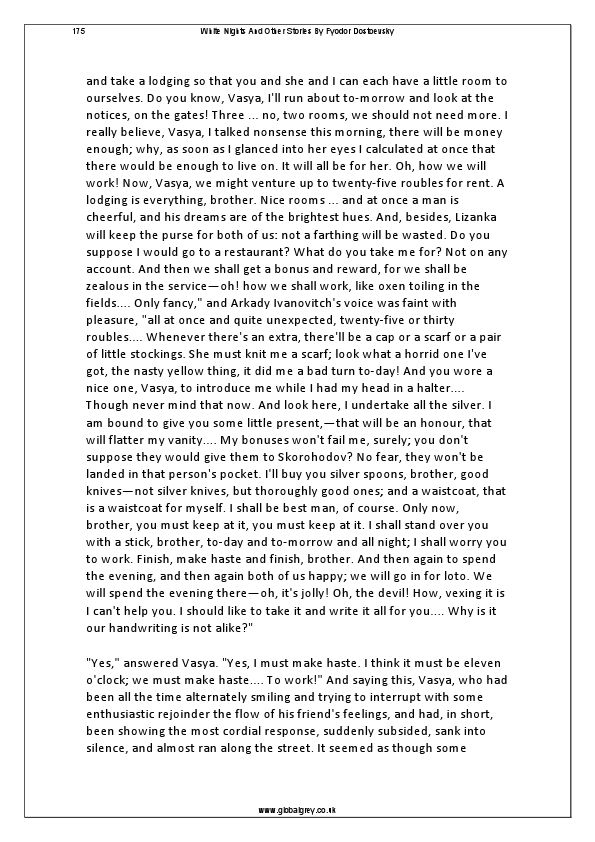 175
White Nights And Other Stories By Fyodor Dostoevsky
and take a lodging so that you and she and I can each have a little room to
ourselves. Do you know, Vasya, I'll run about to-morrow and look at the
notices, on the gates! Three ... no, two rooms, we should not need more. I
really believe, Vasya, I talked nonsense this morning, there will be money
enough; why, as soon as I glanced into her eyes I calculated at once that
there would be enough to live on. It will all be for her. Oh, how we will
work! Now, Vasya, we might venture up to twenty-five roubles for rent. A
lodging is everything, brother. Nice rooms ... and at once a man is
cheerful, and his dreams are of the brightest hues. And, besides, Lizanka
will keep the purse for both of us: not a farthing will be wasted. Do you
suppose I would go to a restaurant? What do you take me for? Not on any
account. And then we shall get a bonus and reward, for we shall be
zealous in the service—oh! how we shall work, like oxen toiling in the
fields.... Only fancy," and Arkady Ivanovitch's voice was faint with
pleasure, "all at once and quite unexpected, twenty-five or thirty
roubles.... Whenever there's an extra, there'll be a cap or a scarf or a pair
of little stockings. She must knit me a scarf; look what a horrid one I've
got, the nasty yellow thing, it did me a bad turn to-day! And you wore a
nice one, Vasya, to introduce me while I had my head in a halter....
Though never mind that now. And look here, I undertake all the silver. I
am bound to give you some little present,—that will be an honour, that
will flatter my vanity.... My bonuses won't fail me, surely; you don't
suppose they would give them to Skorohodov? No fear, they won't be
landed in that person's pocket. I'll buy you silver spoons, brother, good
knives—not silver knives, but thoroughly good ones; and a waistcoat, that
is a waistcoat for myself. I shall be best man, of course. Only now,
brother, you must keep at it, you must keep at it. I shall stand over you
with a stick, brother, to-day and to-morrow and all night; I shall worry you
to work. Finish, make haste and finish, brother. And then again to spend
the evening, and then again both of us happy; we will go in for loto. We
will spend the evening there—oh, it's jolly! Oh, the devil! How, vexing it is
I can't help you. I should like to take it and write it all for you.... Why is it
our handwriting is not alike?"
"Yes," answered Vasya. "Yes, I must make haste. I think it must be eleven
o'clock; we must make haste.... To work!" And saying this, Vasya, who had
been all the time alternately smiling and trying to interrupt with some
enthusiastic rejoinder the flow of his friend's feelings, and had, in short,
been showing the most cordial response, suddenly subsided, sank into
silence, and almost ran along the street. It seemed as though some
www.globalgrey.co.uk